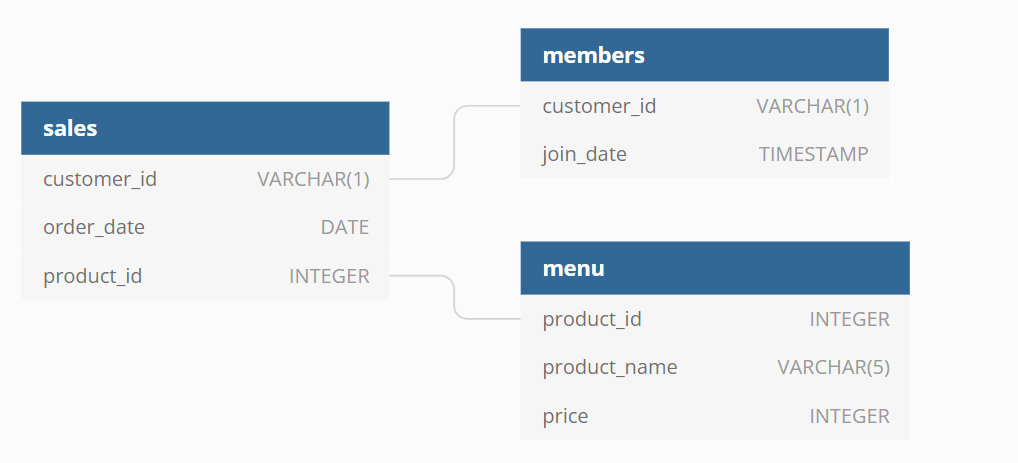 sales
customer_id VARCHAR(1)
order_date DATE
product_id INTEGER
members
customer_id VARCHAR(1)
join_date TIMESTAMP
menu
product_id INTEGER
product_name VARCHAR(5)
price INTEGER